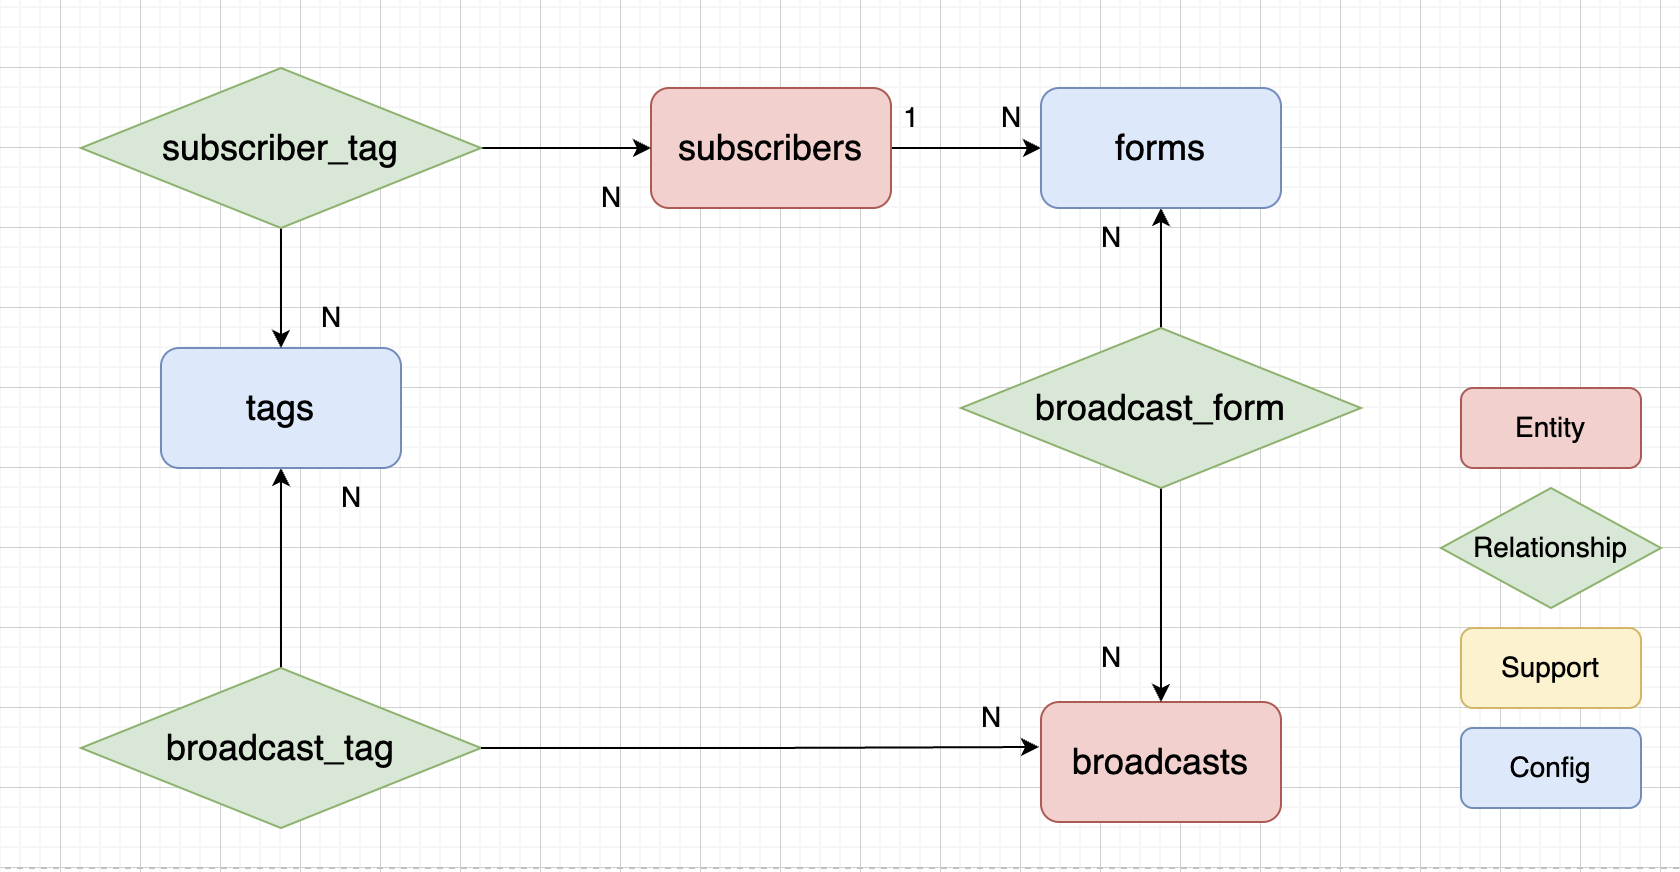 subscriber_tag
subscribers
1
N
forms
N
N
N
tags
broadcast_form
Entity
N
Relationship
N
Support
N
broadcast_tag
broadcasts
Config